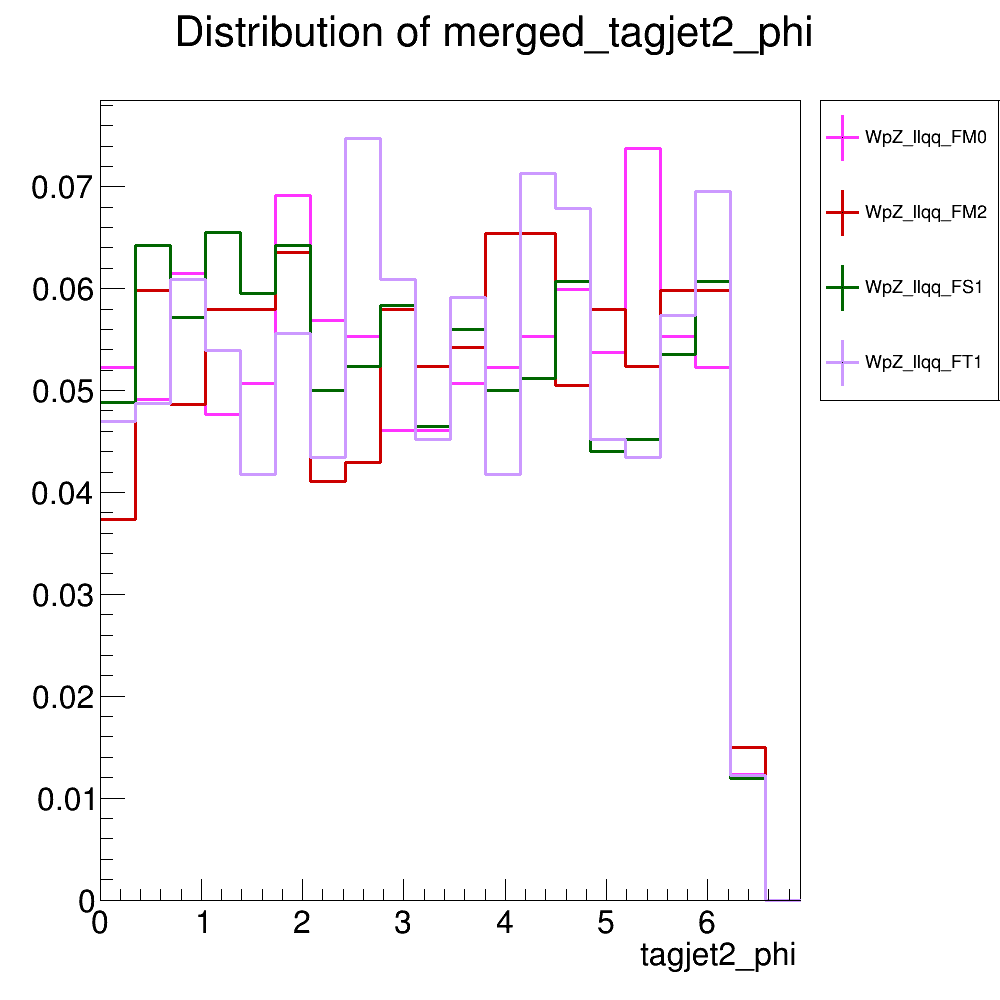 Distribution of merged_tagjet2_phi
WpZ_llqq_FM0
WpZ_llqq_FM2
WpZ_llqq_FS1
WpZ_llqq_FT1
0.07
0.06
0.05
0.04
0.03
0.02
0.01
0
0 1 2 3 4 5 6
tagjet2_phi